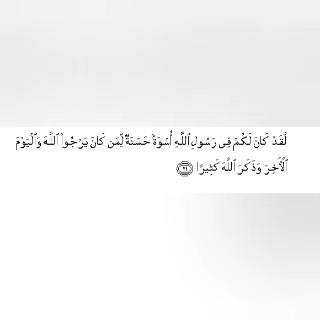 لَّقَدْ كَانَ لَكُمْ فِى رَسُولِ ٱللَّهِ أُسْوَةٌ حَسَنَةٌ لِّمَن كَانَ يَرْجُوا۟ ٱللَّهَ وَٱلْيَوْمَ
ٱلْـَٔاخِرَ وَذَكَرَ ٱللَّهَ كَثِيرًا ﴿٢١﴾